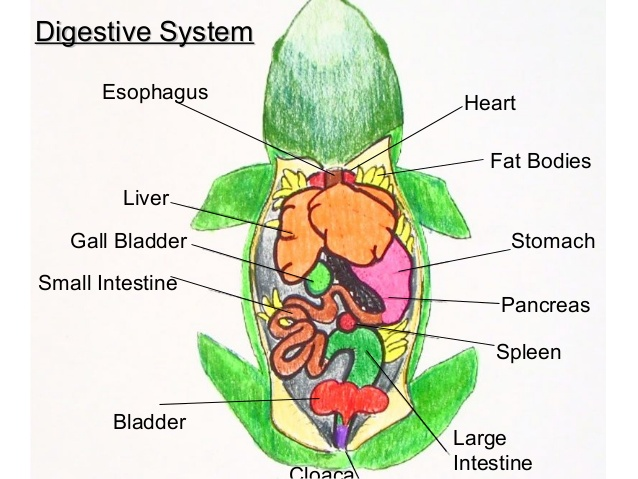 Digestive System
Esophagus
Heart
Fat Bodies
Liver
Gall Bladder
Stomach
Small Intestine
Pancreas
Spleen
Bladder
Large
Intestine
Cloaca